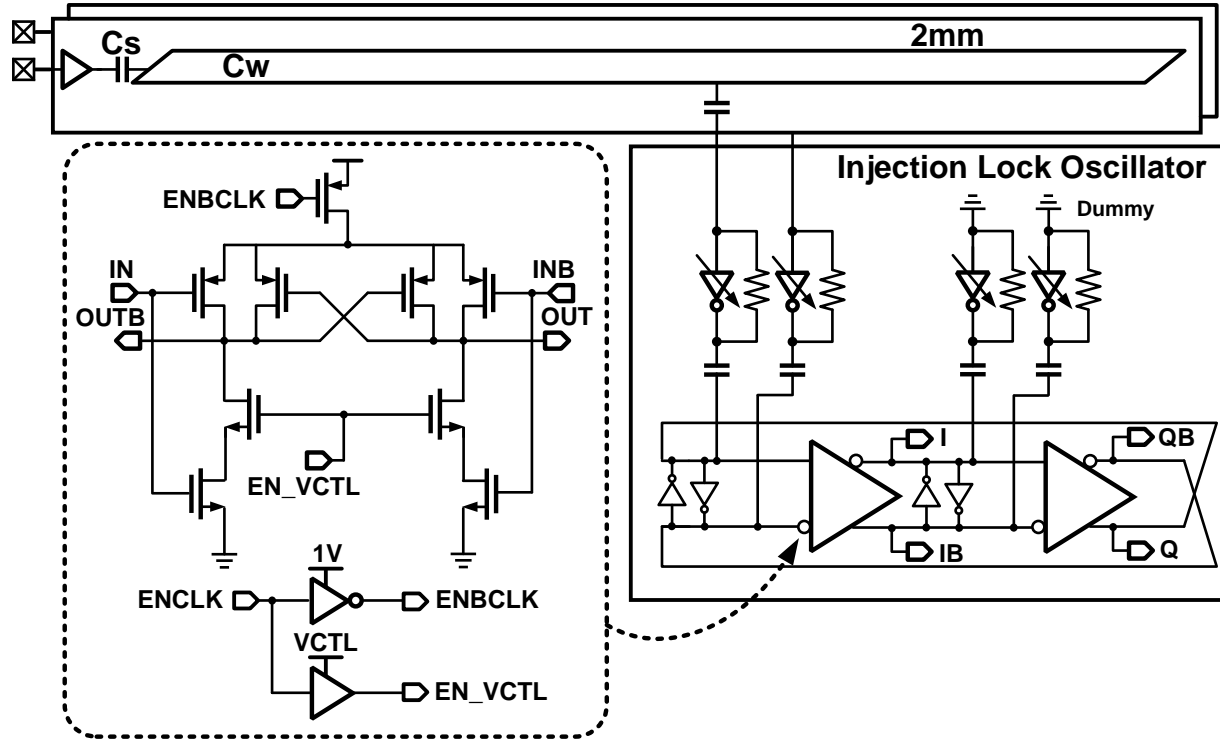 Cs
2mm
Cw
Injection Lock Oscillator
Dummy
ENBCLK
IN
INB
OUTB
OUT
EN_VCTL
I
QB
IB
Q
1V
ENCLK
ENBCLK
VCTL
EN_VCTL